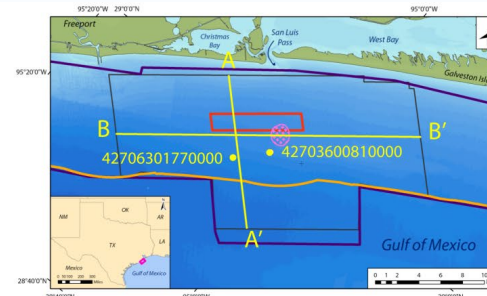 95°20'0"W 29°0'0"N 95°0'0"W
Freeport
Christmas
Bay
San Luis
Pass
West Bay
Galveston Isl
95°20'0"W
A
B
B'
42706301770000
42703600810000
A'
Gulf of Mexico
NM
OK
AR
TX
LA
Mexico
Gulf of Mexico
0 1 2 4 6 8 10
28°40'0"N